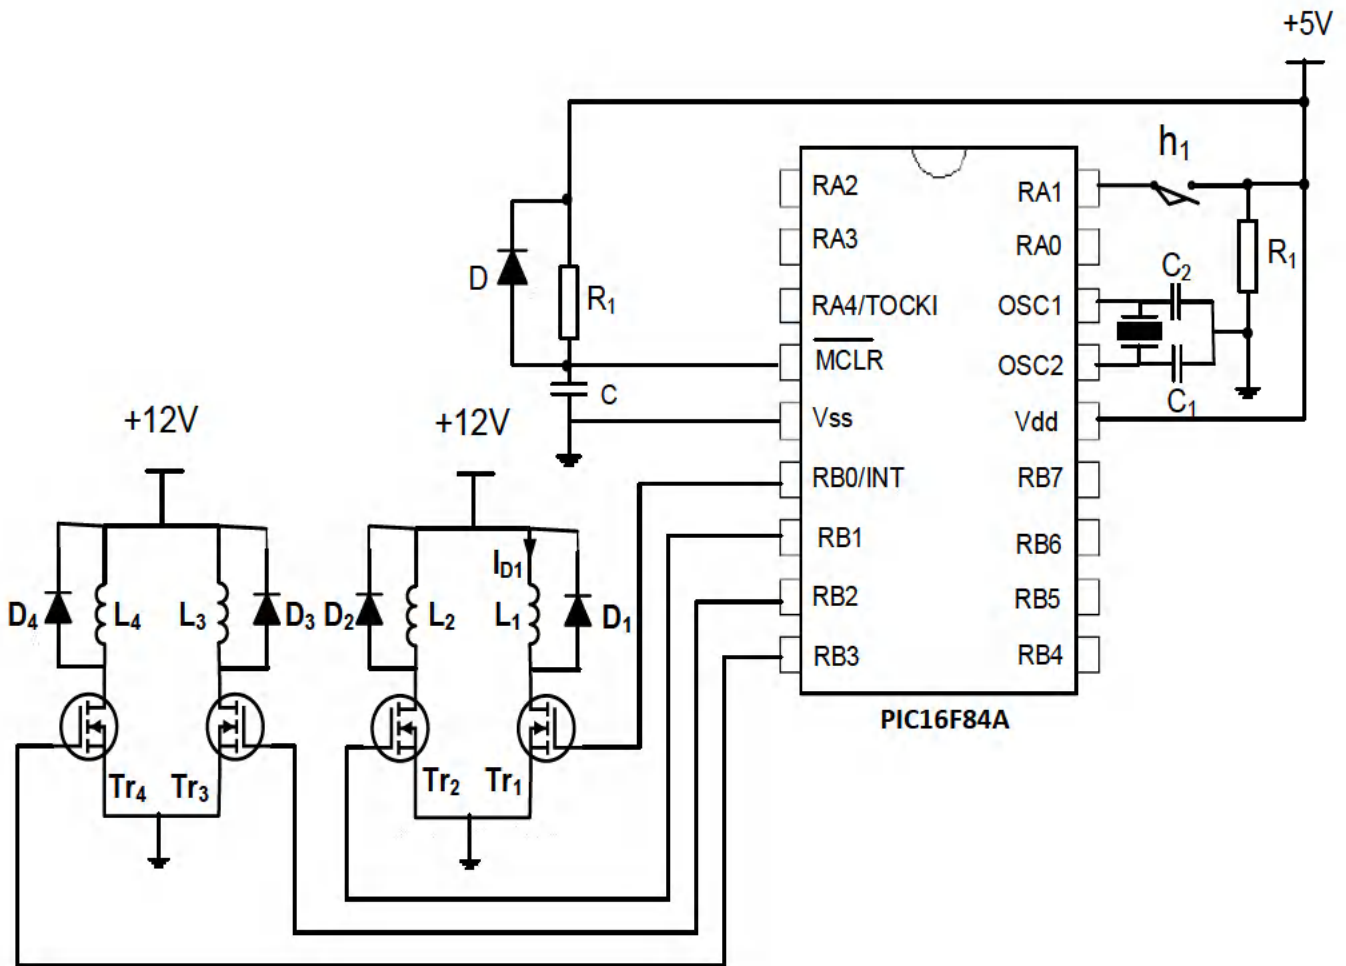 +5V
h₁
RA2
RA1
RA3
RA0
R₁
C₂
D
R₁
RA4/TOCKI
OSC1
MCLR
OSC2
C
C₁
+12V
+12V
Vss
Vdd
RB0/INT
RB7
RB1
RB6
I_D1
RB2
RB5
D₄
L₄
L₃
D₃
D₂
L₂
L₁
D₁
RB3
RB4
PIC16F84A
Tr₄
Tr₃
Tr₂
Tr₁